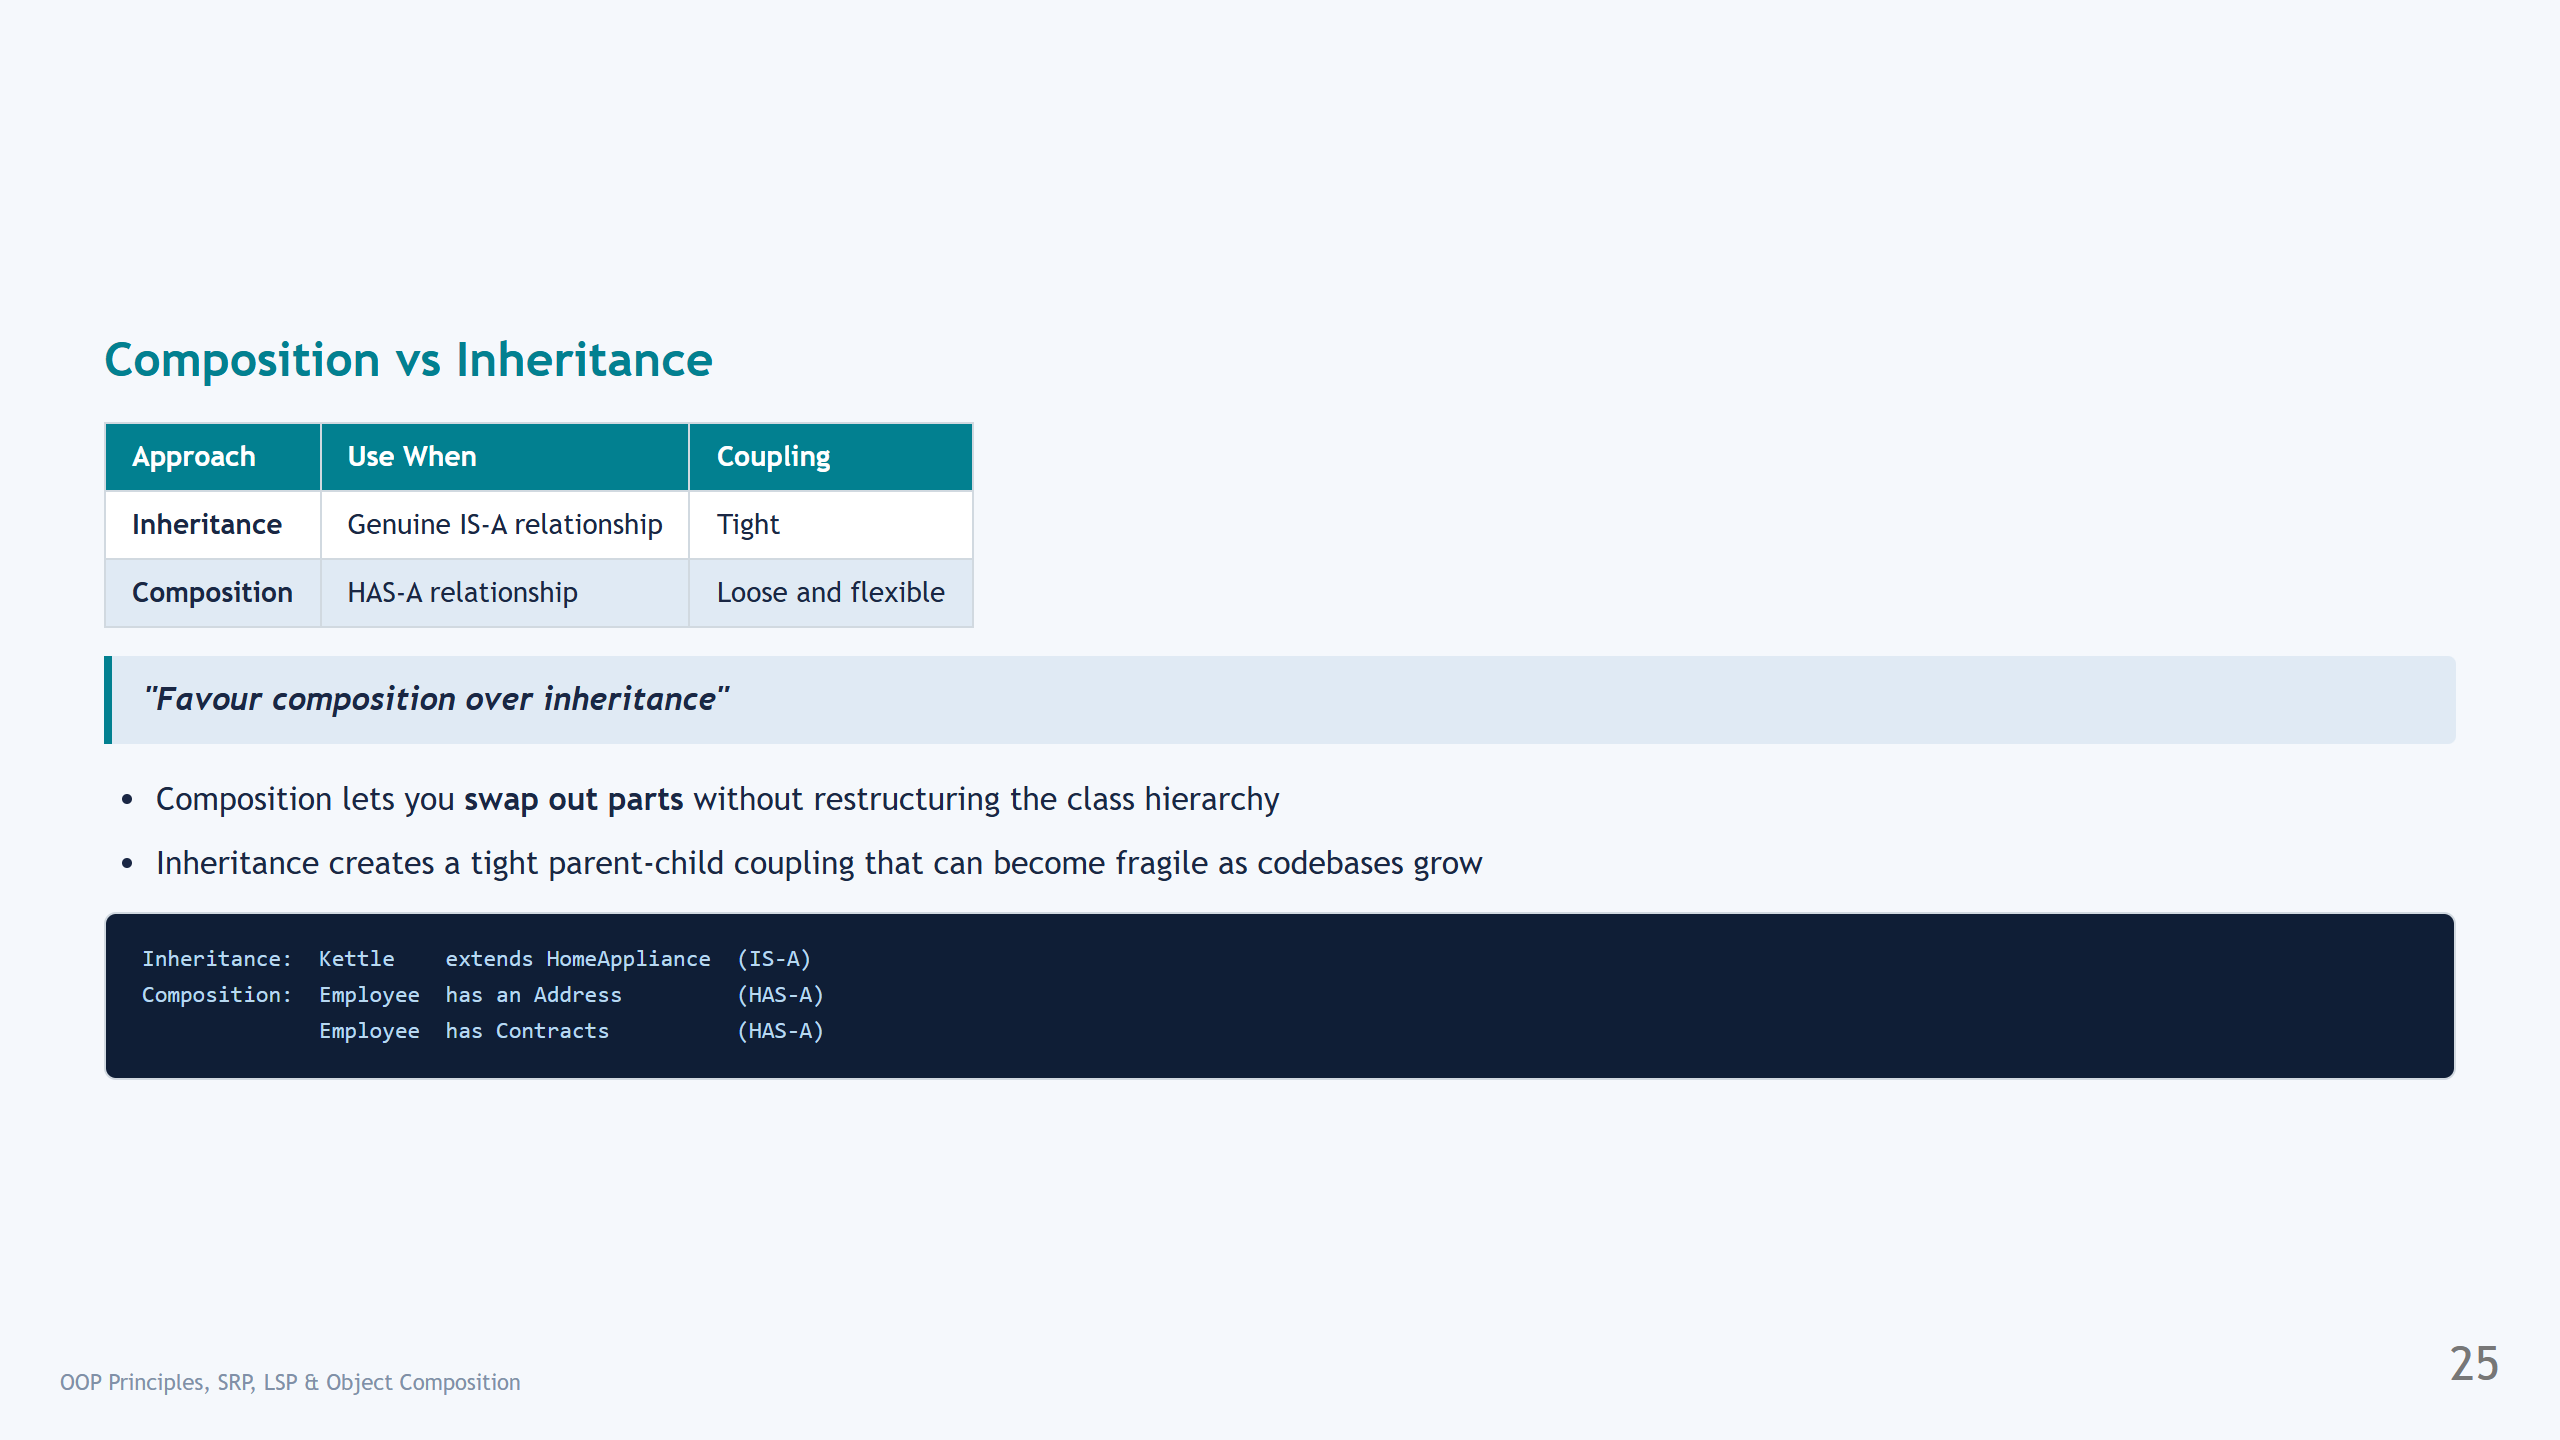 Composition vs Inheritance
Approach Use When Coupling
Inheritance Genuine IS-A relationship Tight
Composition HAS-A relationship Loose and flexible
"Favour composition over inheritance"
• Composition lets you swap out parts without restructuring the class hierarchy
• Inheritance creates a tight parent-child coupling that can become fragile as codebases grow
Inheritance:  Kettle    extends HomeAppliance  (IS-A)
Composition:  Employee  has an Address         (HAS-A)
              Employee  has Contracts          (HAS-A)
OOP Principles, SRP, LSP & Object Composition
25